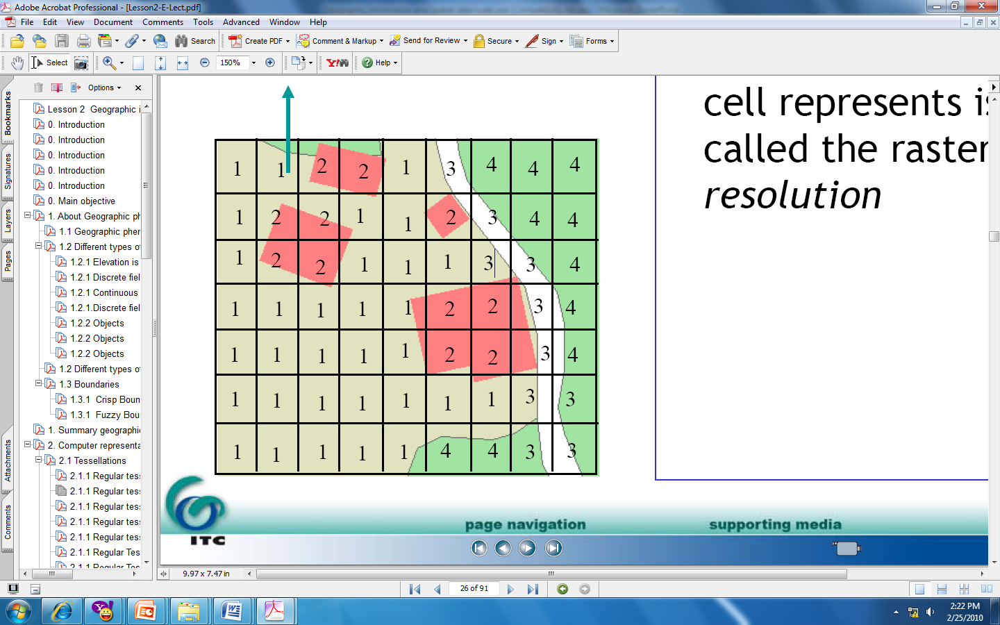 Adobe Acrobat Professional - [Lesson2-E-Lect.pdf]
File Edit View Document Comments Tools Advanced Window Help
Search Create PDF Comment & Markup Send for Review Secure Sign Forms
Select 150% Y! Help
Options
Bookmarks
Signatures
Layers
Pages
Attachments
Comments
Lesson 2 Geographic i
0. Introduction
0. Introduction
0. Introduction
0. Introduction
0. Introduction
0. Main objective
1. About Geographic ph
1.1 Geographic phen
1.2 Different types of
1.2.1 Elevation is
1.2.1 Discrete fiel
1.2.1 Continuous
1.2.1.Discrete fiel
1.2.2 Objects
1.2.2 Objects
1.2.2 Objects
1.2 Different types of
1.3 Boundaries
1.3.1 Crisp Boun
1.3.1 Fuzzy Bou
1. Summary geographic
2. Computer representa
2.1 Tessellations
2.1.1 Regular tess
2.1.1 Regular tess
2.1.1 Regular tess
2.1.1 Regular tess
2.1.1 Regular tess
2.1.1 Regular Tes
2.1.1 Regular Tes
1 1 2 2 1 3 4 4 4
1 2 2 1 1 2 3 4 4
1 2 2 1 1 1 3 3 4
1 1 1 1 1 2 2 3 4
1 1 1 1 1 2 2 3 4
1 1 1 1 1 1 1 3 3
1 1 1 1 1 4 4 3 3
cell represents is
called the raster
resolution
ITC
page navigation
supporting media
9.97 x 7.47 in
26 of 91
2:22 PM
2/25/2010